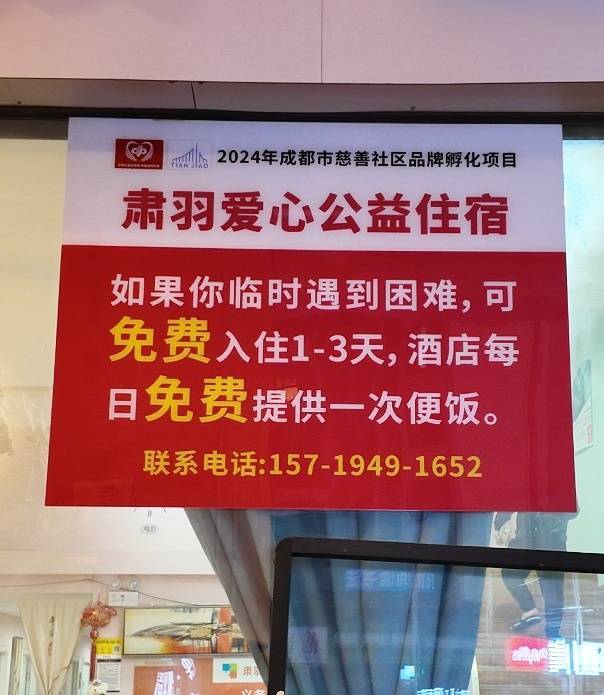 TIAN JIAO
2024年成都市慈善社区品牌孵化项目
肃羽爱心公益住宿
如果你临时遇到困难,可
免费入住1-3天,酒店每
日免费提供一次便饭。
联系电话:157-1949-1652
肃